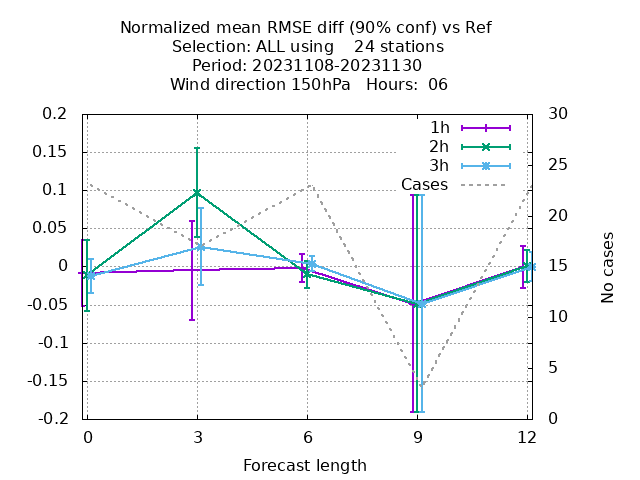 Normalized mean RMSE diff (90% conf) vs Ref
Selection: ALL using    24 stations
Period: 20231108-20231130
Wind direction 150hPa   Hours:  06
0.2
0.15
0.1
0.05
0
-0.05
-0.1
-0.15
-0.2
30
25
20
15
10
5
0
1h
2h
3h
Cases
No cases
0
3
6
9
12
Forecast length